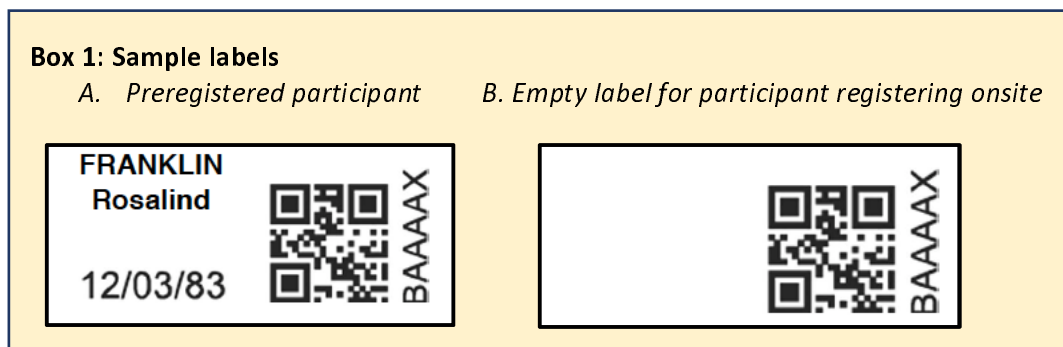 Box 1: Sample labels
A. Preregistered participant
B. Empty label for participant registering onsite
FRANKLIN
Rosalind
12/03/83
BAAAAX
BAAAAX